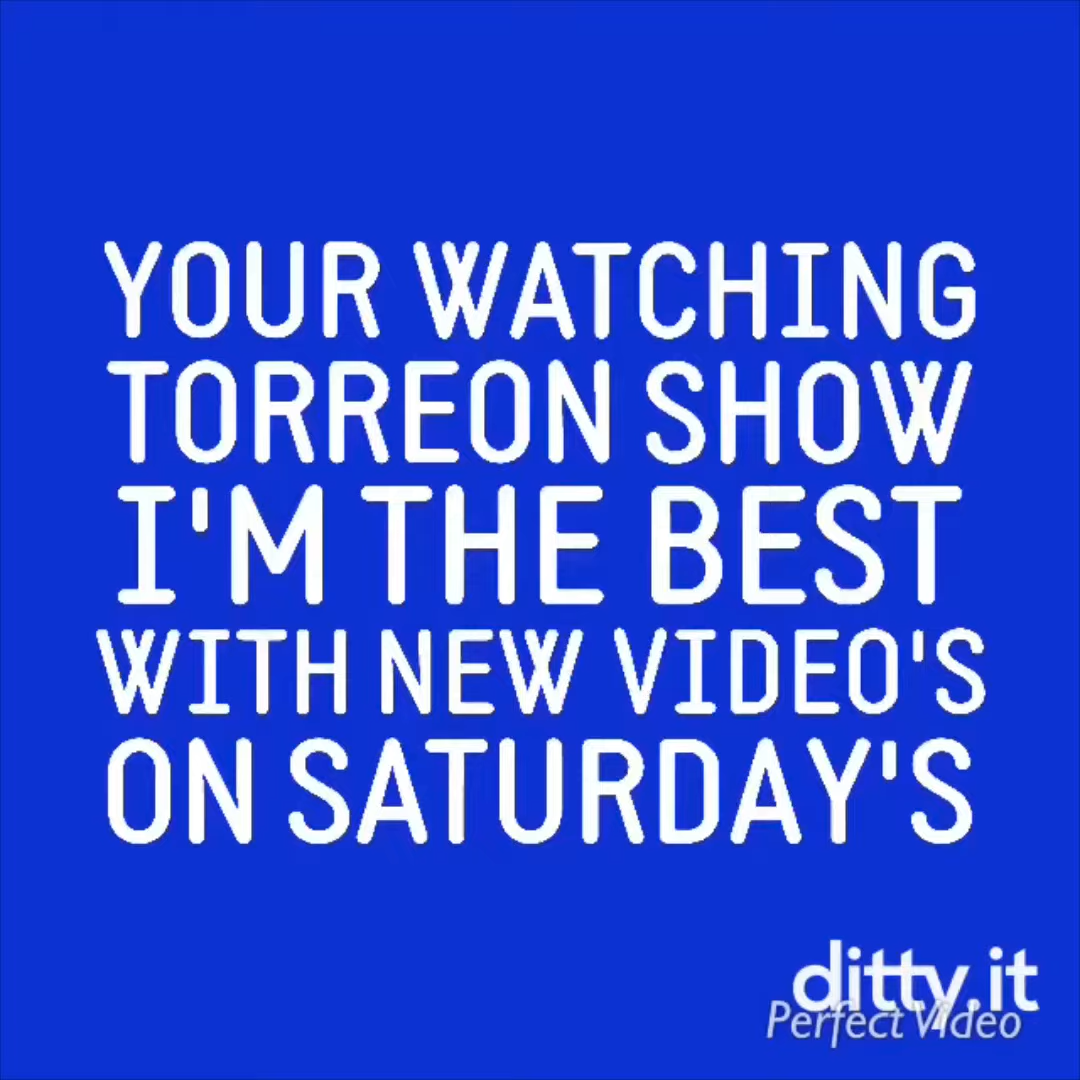 YOUR WATCHING
TORREON SHOW
I'M THE BEST
WITH NEW VIDEO'S
ON SATURDAY'S
ditty.it
Perfect Video